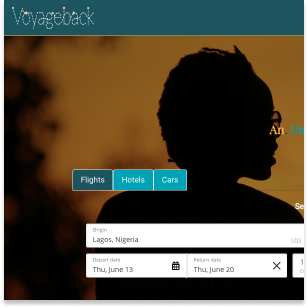 Voyageback
An
Flights Hotels Cars
Se
Origin
Lagos, Nigeria LOS
Depart date Return date
Thu, June 13 Thu, June 20 1